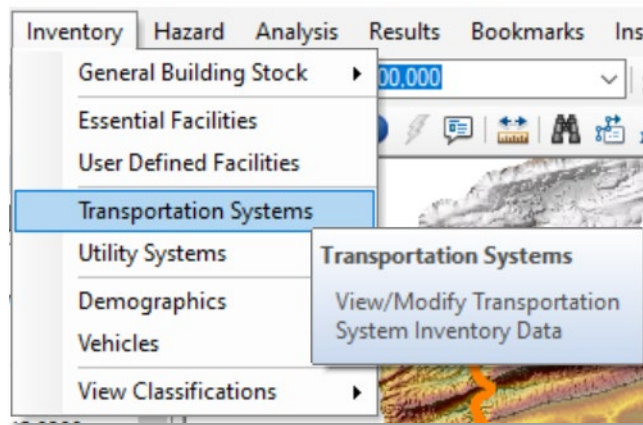 Inventory Hazard Analysis Results Bookmarks Ins
General Building Stock
00,000
Essential Facilities
User Defined Facilities
Transportation Systems
Utility Systems
Transportation Systems
View/Modify Transportation
System Inventory Data
Demographics
Vehicles
View Classifications